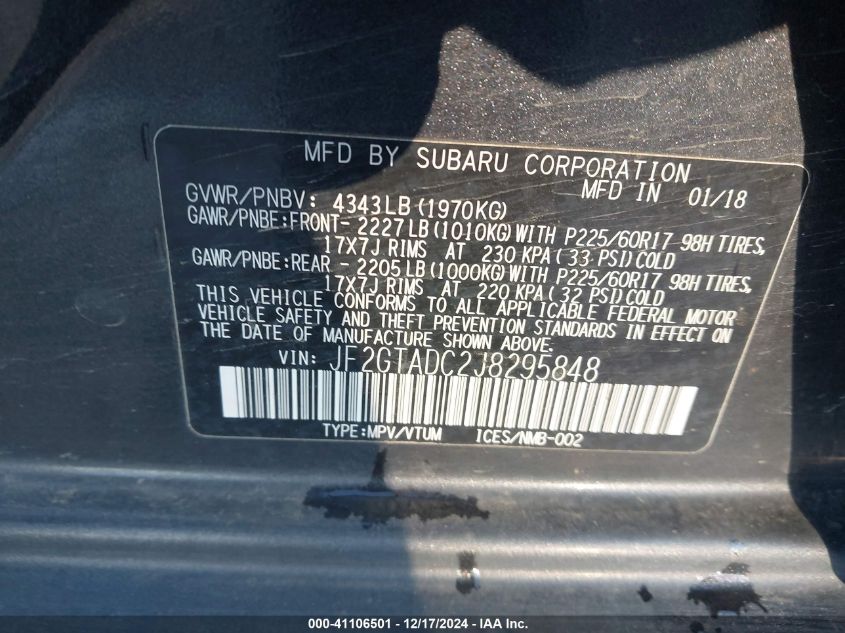 MFD BY SUBARU CORPORATION
MFD IN 01/18
GVWR/PNBV: 4343LB(1970KG)
GAWR/PNBE:FRONT- 2227LB(1010KG)WITH P225/60R17 98H TIRES,
17X7J RIMS AT 230 KPA(33 PSI)COLD
GAWR/PNBE:REAR - 2205LB(1000KG)WITH P225/60R17 98H TIRES,
17X7J RIMS AT 220 KPA(32 PSI)COLD
THIS VEHICLE CONFORMS TO ALL APPLICABLE FEDERAL MOTOR
VEHICLE SAFETY AND THEFT PREVENTION STANDARDS IN EFFECT ON
THE DATE OF MANUFACTURE SHOWN ABOVE.
VIN: JF2GTADC2J8295848
TYPE:MPV/VTUM ICES/NMB-002
000-41106501 - 12/17/2024 - IAA Inc.